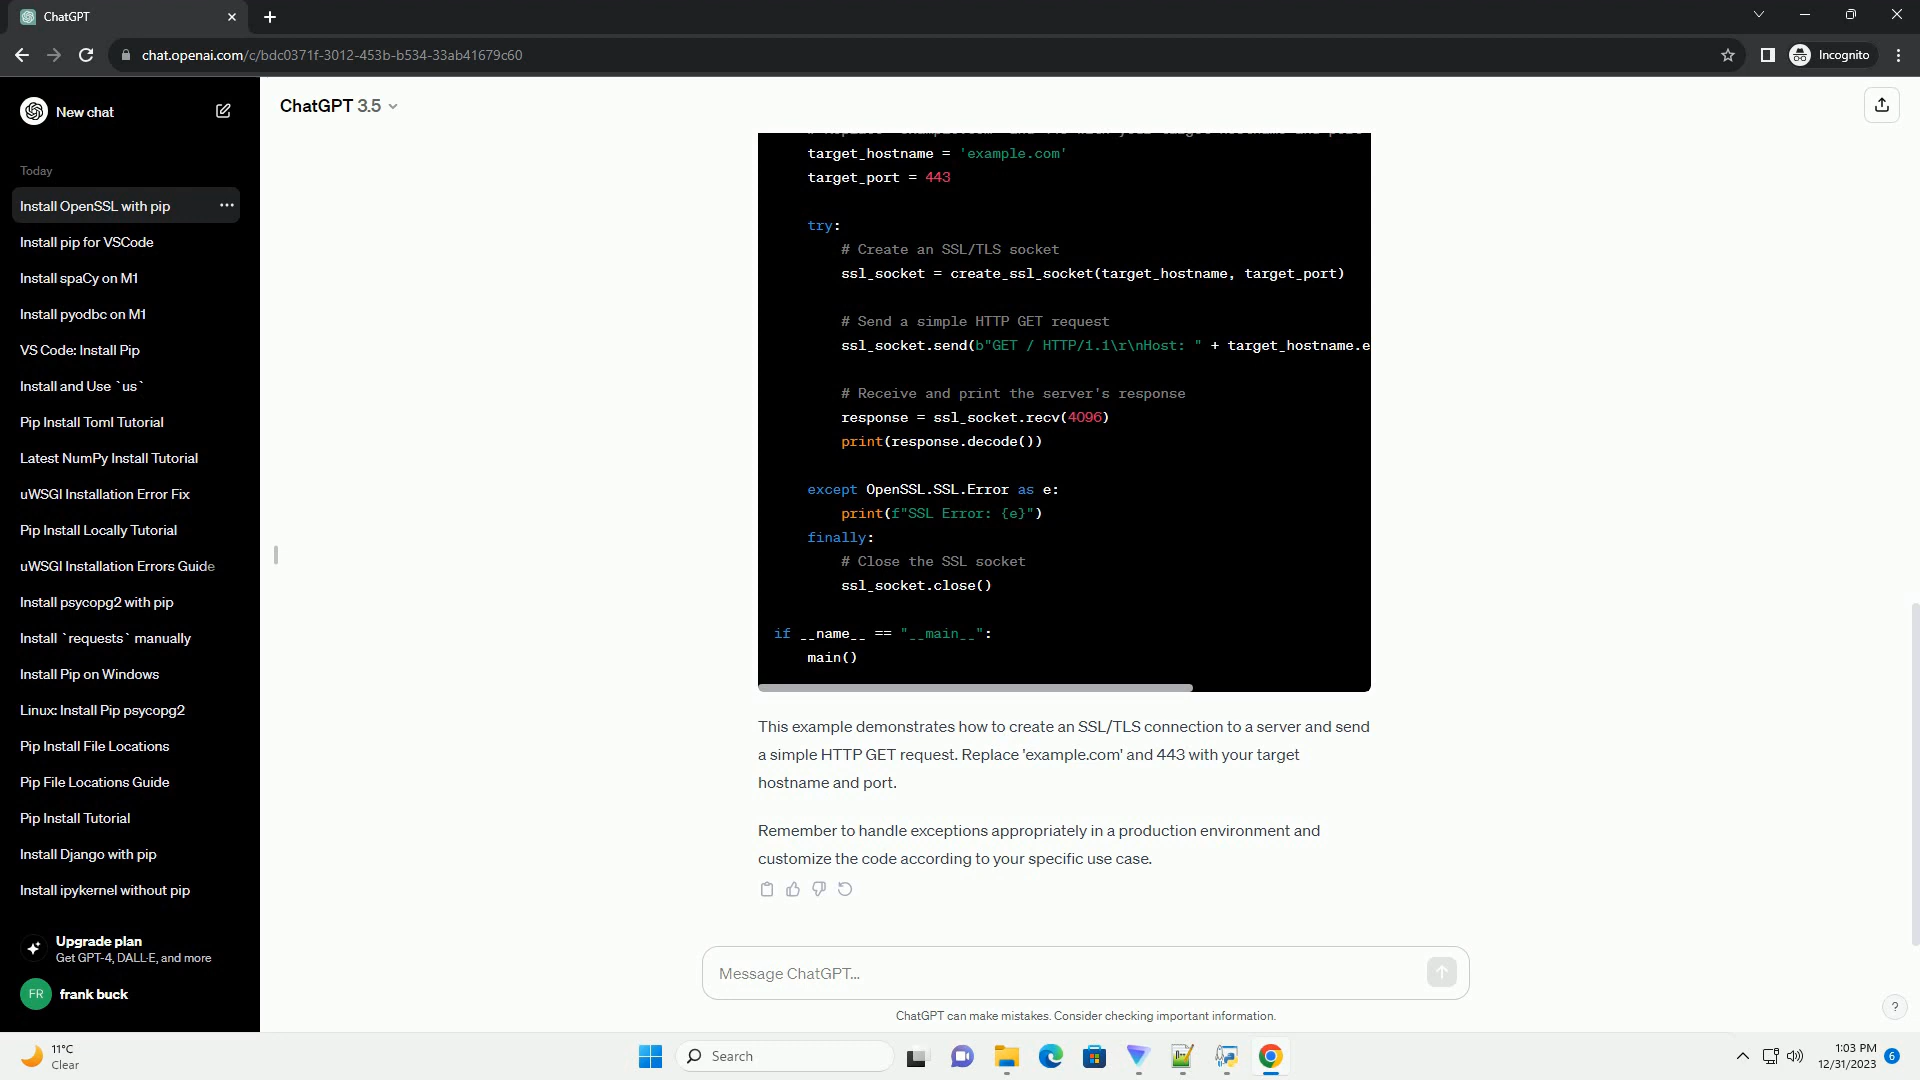 ChatGPT
chat.openai.com/c/bdc0371f-3012-453b-b534-33ab41679c60
Incognito
New chat
ChatGPT 3.5
Today
Install OpenSSL with pip
Install pip for VSCode
Install spaCy on M1
Install pyodbc on M1
VS Code: Install Pip
Install and Use `us`
Pip Install Toml Tutorial
Latest NumPy Install Tutorial
uWSGI Installation Error Fix
Pip Install Locally Tutorial
uWSGI Installation Errors Guide
Install psycopg2 with pip
Install `requests` manually
Install Pip on Windows
Linux: Install Pip psycopg2
Pip Install File Locations
Pip File Locations Guide
Pip Install Tutorial
Install Django with pip
Install ipykernel without pip
Upgrade plan
Get GPT-4, DALL·E, and more
FR frank buck
target_hostname = 'example.com'
target_port = 443
try:
# Create an SSL/TLS socket
ssl_socket = create_ssl_socket(target_hostname, target_port)
# Send a simple HTTP GET request
ssl_socket.send(b"GET / HTTP/1.1\r\nHost: " + target_hostname.e
# Receive and print the server's response
response = ssl_socket.recv(4096)
print(response.decode())
except OpenSSL.SSL.Error as e:
print(f"SSL Error: {e}")
finally:
# Close the SSL socket
ssl_socket.close()
if __name__ == "__main__":
main()
This example demonstrates how to create an SSL/TLS connection to a server and send
a simple HTTP GET request. Replace 'example.com' and 443 with your target
hostname and port.
Remember to handle exceptions appropriately in a production environment and
customize the code according to your specific use case.
Message ChatGPT...
ChatGPT can make mistakes. Consider checking important information.
?
11°C
Clear
Search
1:03 PM
12/31/2023
6